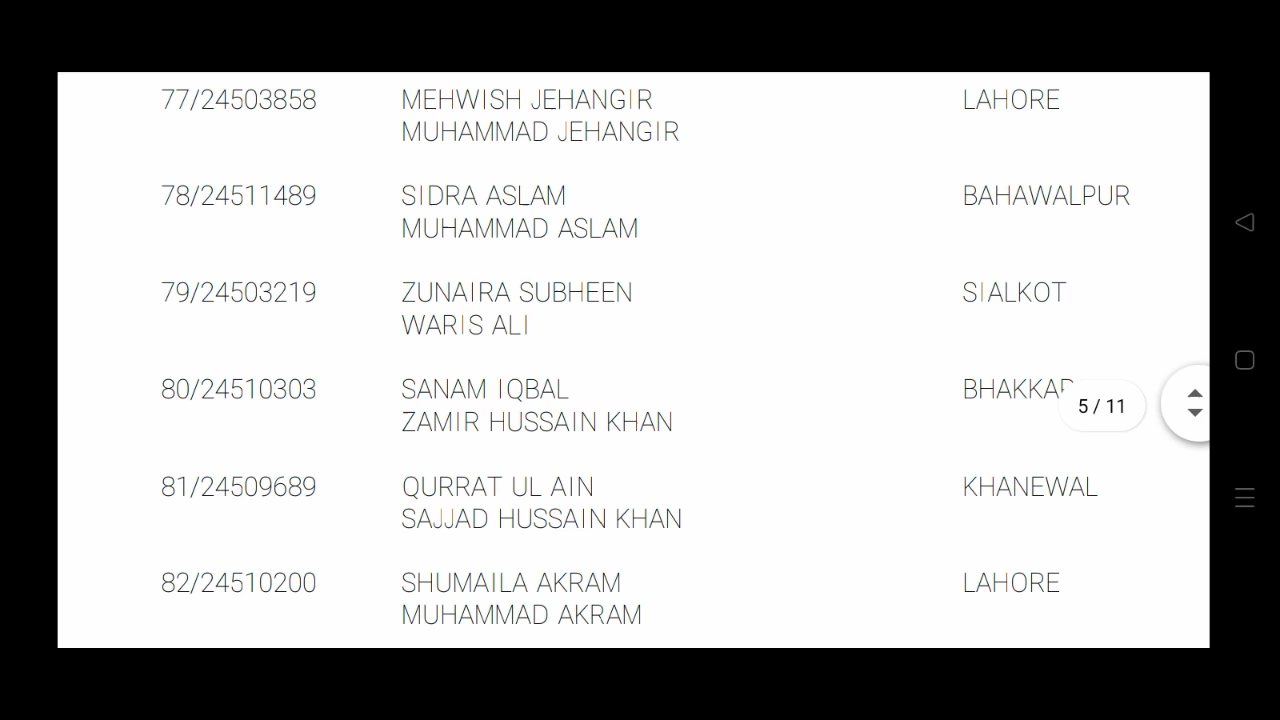 77/24503858 MEHWISH JEHANGIR LAHORE
MUHAMMAD JEHANGIR
78/24511489 SIDRA ASLAM BAHAWALPUR
MUHAMMAD ASLAM
79/24503219 ZUNAIRA SUBHEEN SIALKOT
WARIS ALI
80/24510303 SANAM IQBAL BHAKKAR
ZAMIR HUSSAIN KHAN
5 / 11
81/24509689 QURRAT UL AIN KHANEWAL
SAJJAD HUSSAIN KHAN
82/24510200 SHUMAILA AKRAM LAHORE
MUHAMMAD AKRAM